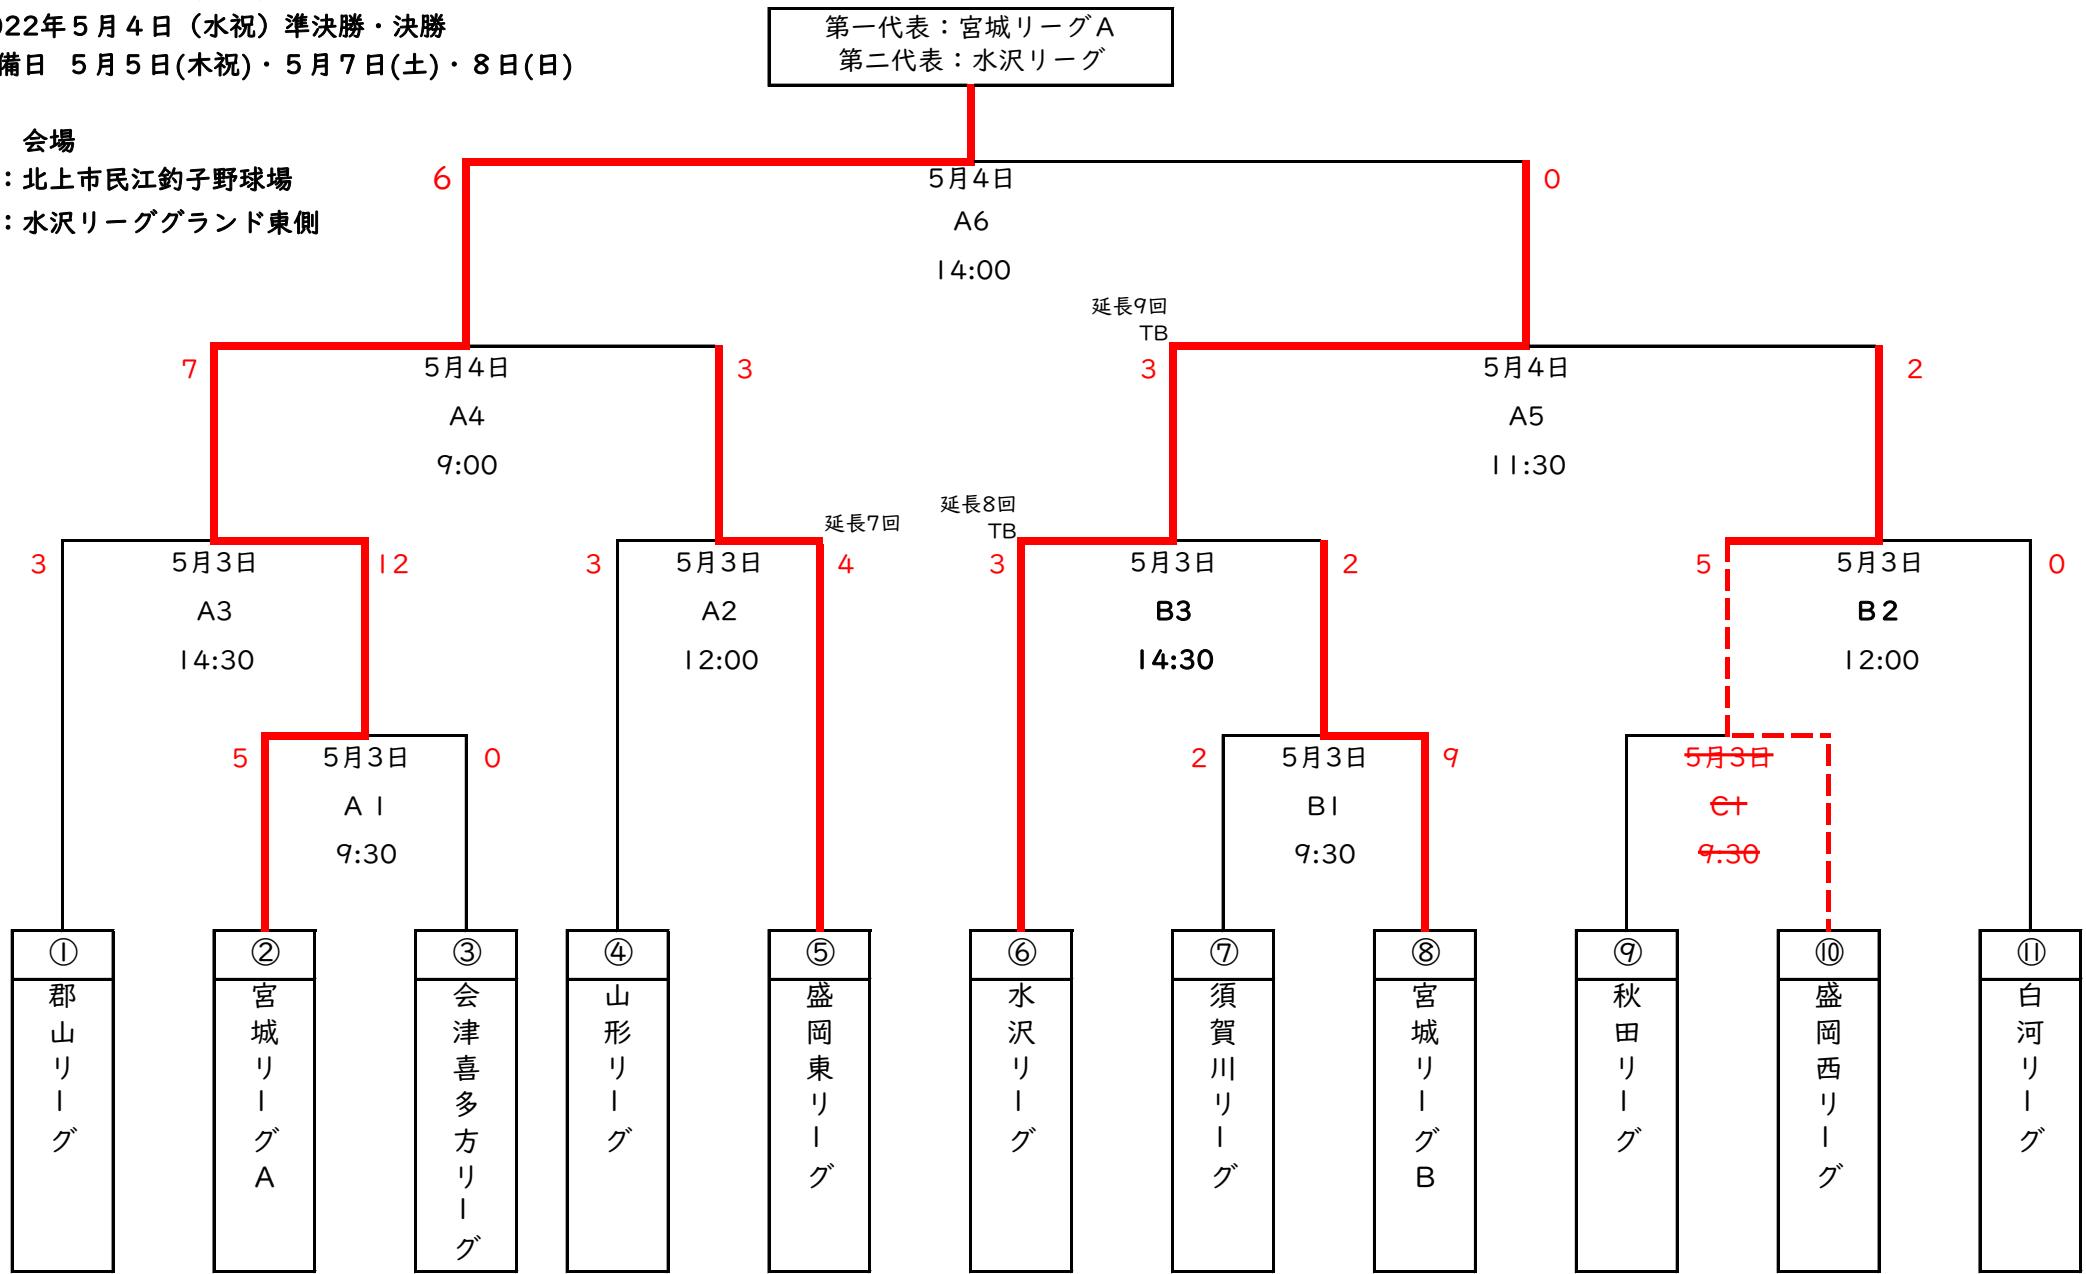 022年５月４日（水祝）準決勝・決勝
備日 ５月５日(木祝)・５月７日(土)・８日(日)
会場
：北上市民江釣子野球場
：水沢リーググランド東側
第一代表：宮城リーグＡ
第二代表：水沢リーグ
6
5月4日
A6
14:00
0
延長9回
TB
7
5月4日
A4
9:00
3
3
5月4日
A5
11:30
2
延長7回
延長8回
TB
3
5月3日
A3
14:30
12
3
5月3日
A2
12:00
4
3
5月3日
B3
14:30
2
5
5月3日
B2
12:00
0
5
5月3日
A1
9:30
0
2
5月3日
B1
9:30
9
5月3日
C1
9:30
①
郡山リーグ
②
宮城リーグA
③
会津喜多方リーグ
④
山形リーグ
⑤
盛岡東リーグ
⑥
水沢リーグ
⑦
須賀川リーグ
⑧
宮城リーグB
⑨
秋田リーグ
⑩
盛岡西リーグ
⑪
白河リーグ